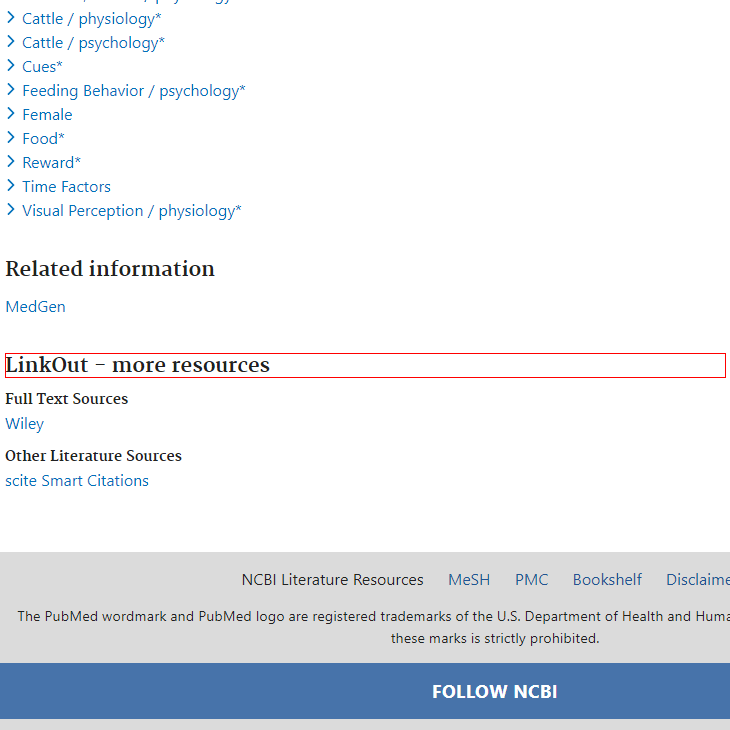 Cattle / physiology*
Cattle / psychology*
Cues*
Feeding Behavior / psychology*
Female
Food*
Reward*
Time Factors
Visual Perception / physiology*
Related information
MedGen
LinkOut - more resources
Full Text Sources
Wiley
Other Literature Sources
scite Smart Citations
NCBI Literature Resources MeSH PMC Bookshelf
The PubMed wordmark and PubMed logo are registered trademarks of the U.S. Department of Health and
these marks is strictly prohibited.
FOLLOW NCBI